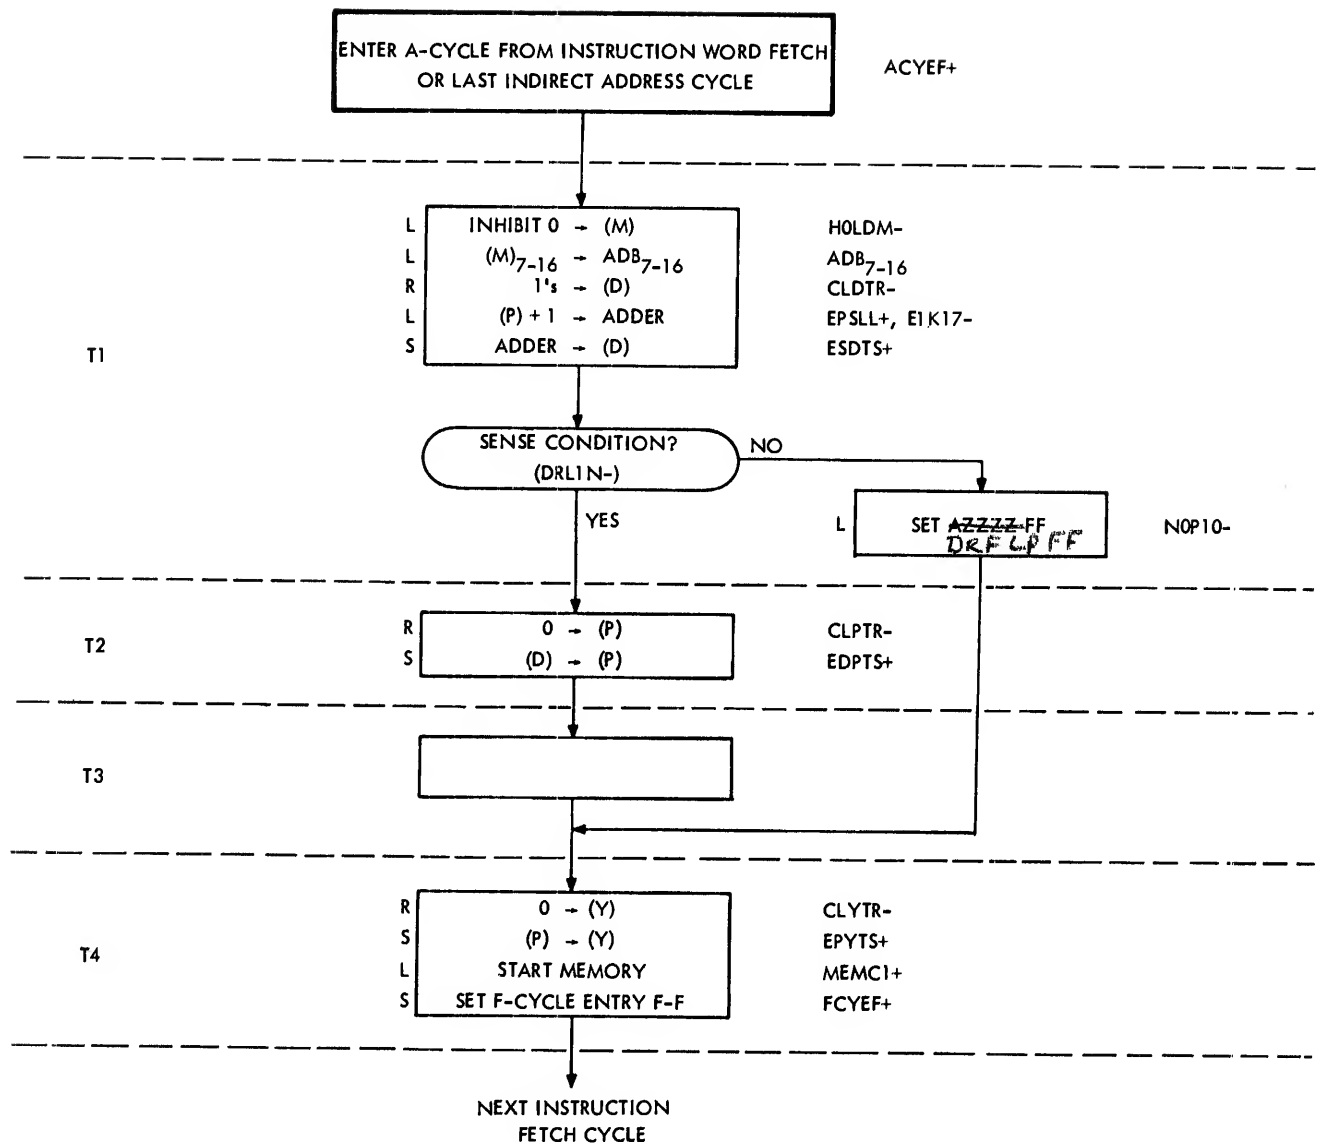 ENTER A-CYCLE FROM INSTRUCTION WORD FETCH
OR LAST INDIRECT ADDRESS CYCLE
ACYEF+
T1
L INHIBIT 0 → (M) H0LDM-
L (M)7-16 → ADB7-16 ADB7-16
R 1's → (D) CLDTR-
L (P) + 1 → ADDER EPSLL+, E1K17-
S ADDER → (D) ESDTS+
SENSE CONDITION?
(DRL1N-)
NO
YES
L SET AZZZZ FF N0P10-
DRFLP FF
T2
R 0 → (P) CLPTR-
S (D) → (P) EDPTS+
T3
T4
R 0 → (Y) CLYTR-
S (P) → (Y) EPYTS+
L START MEMORY MEMC1+
S SET F-CYCLE ENTRY F-F FCYEF+
NEXT INSTRUCTION
FETCH CYCLE